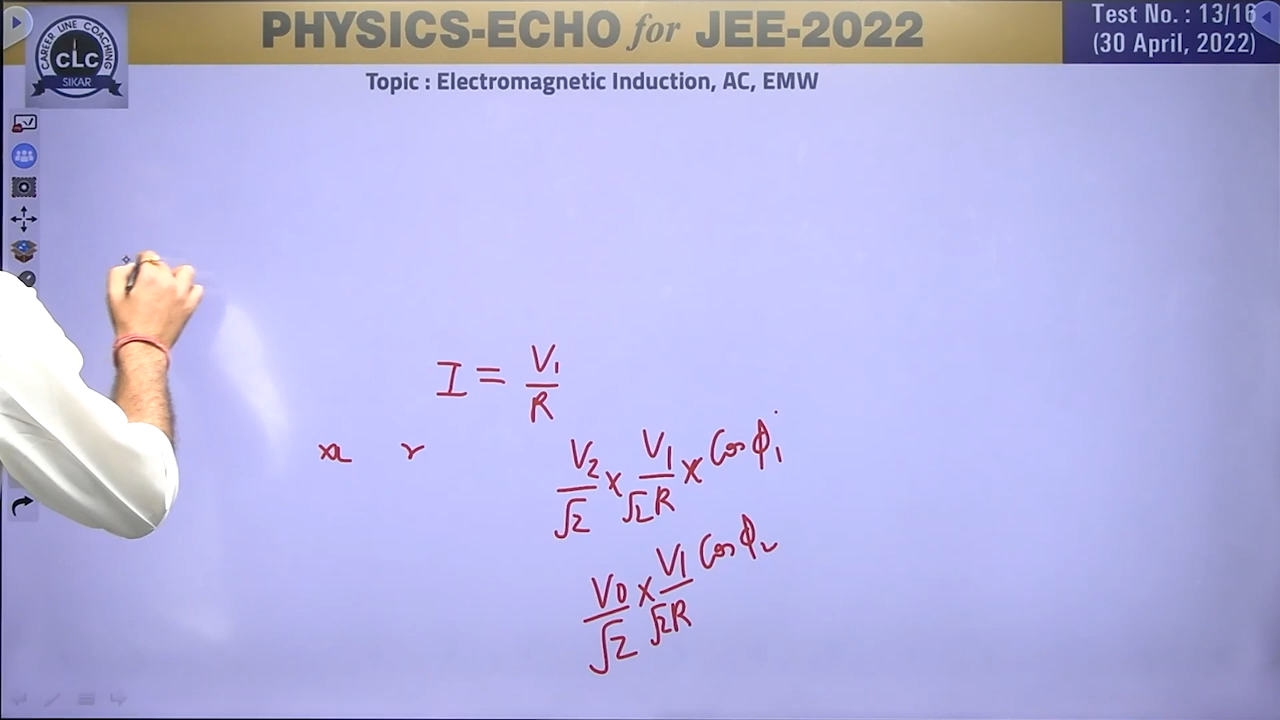 PHYSICS-ECHO for JEE-2022
Test No. : 13/16
(30 April, 2022)
CAREER LINE COACHING
CLC
SIKAR
Topic : Electromagnetic Induction, AC, EMW
I = V₁/R
r
V₂/√2 × V₁/√2R × Cos ϕ₁
V₀/√2 × V₁/√2R Cos ϕ₂